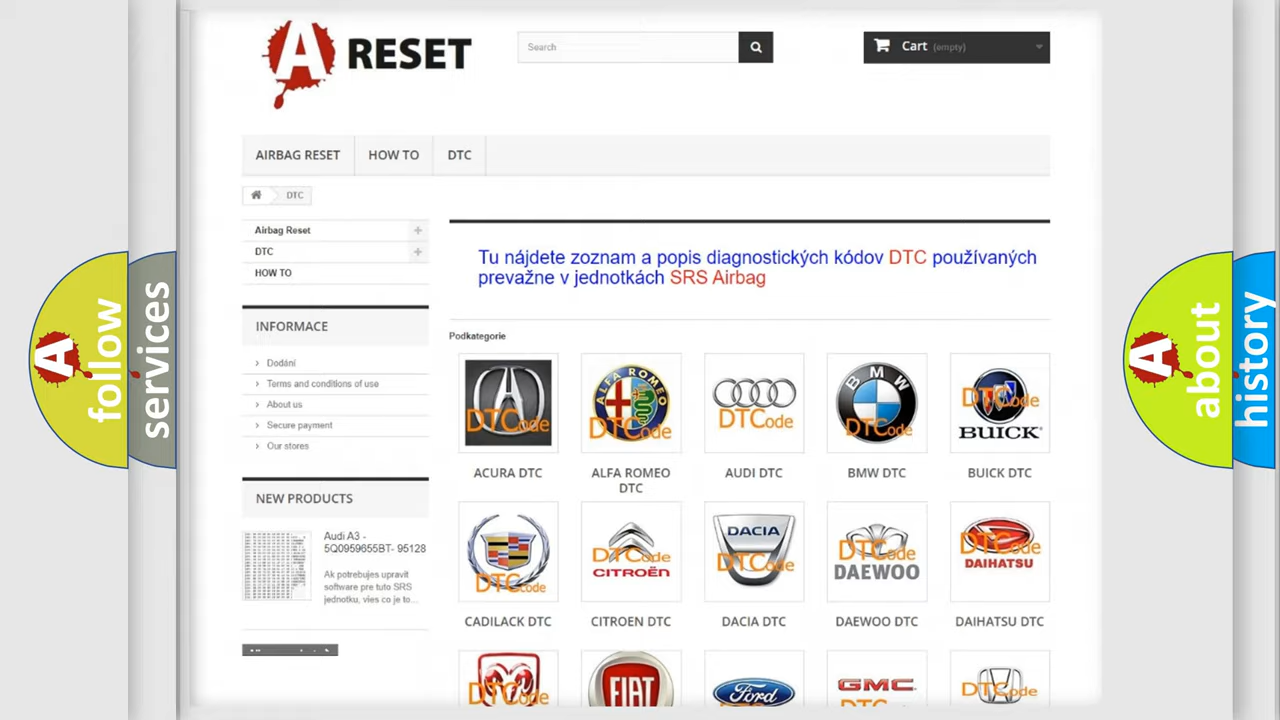 A RESET
Search
Cart (empty)
AIRBAG RESET
HOW TO
DTC
DTC
Airbag Reset
DTC
HOW TO
INFORMACE
Dodání
Terms and conditions of use
About us
Secure payment
Our stores
NEW PRODUCTS
Audi A3 -
5Q0959655BT- 95128
Ak potrebujes upravit
software pre tuto SRS
jednotku, vies co je to...
Tu nájdete zoznam a popis diagnostických kódov DTC používaných
prevažne v jednotkách SRS Airbag
Podkategorie
DTCode
ALFA ROMEO
DTCode
DTCode
BMW
DTCode
DTCode
BUICK
ACURA DTC
ALFA ROMEO
DTC
AUDI DTC
BMW DTC
BUICK DTC
DTCode
DTCode
CITROËN
DACIA
DTCode
DTCode
DAEWOO
DTCode
DAIHATSU
CADILACK DTC
CITROEN DTC
DACIA DTC
DAEWOO DTC
DAIHATSU DTC
DTCode
FIAT
Ford
DTCode
GMC
DTCode
A
follow
services
A
about
history